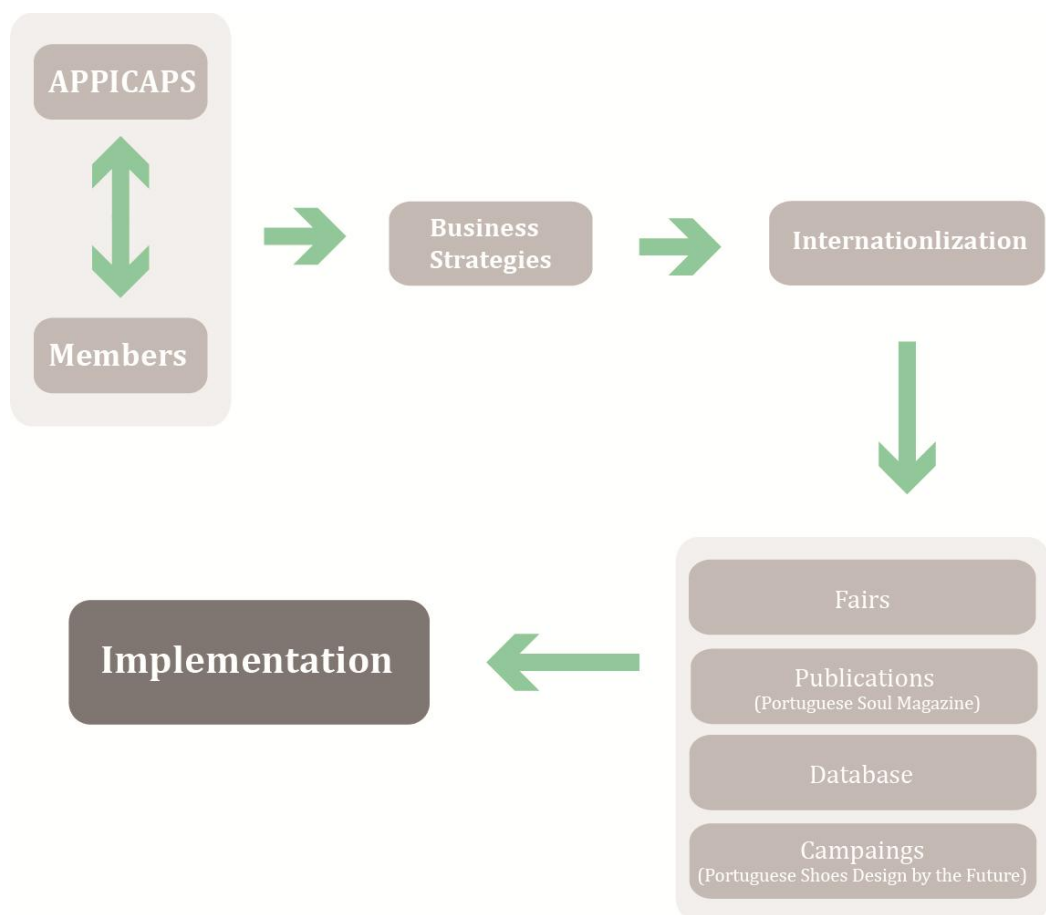 APPICAPS
Members
Business
Strategies
Internationlization
Fairs
Publications
(Portuguese Soul Magazine)
Database
Campaings
(Portuguese Shoes Design by the Future)
Implementation